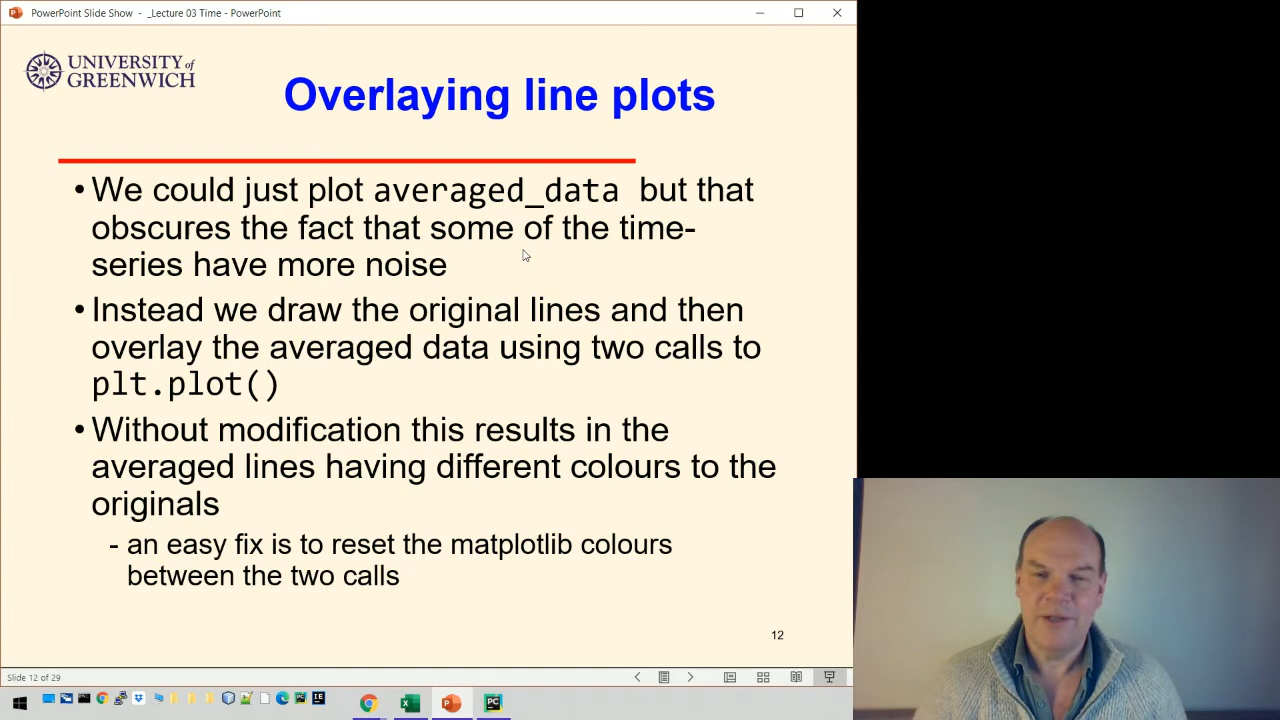 PowerPoint Slide Show - _Lecture 03 Time - PowerPoint
UNIVERSITY of
GREENWICH
Overlaying line plots
• We could just plot averaged_data but that
obscures the fact that some of the time-
series have more noise
• Instead we draw the original lines and then
overlay the averaged data using two calls to
plt.plot()
• Without modification this results in the
averaged lines having different colours to the
originals
- an easy fix is to reset the matplotlib colours
between the two calls
12
Slide 12 of 29